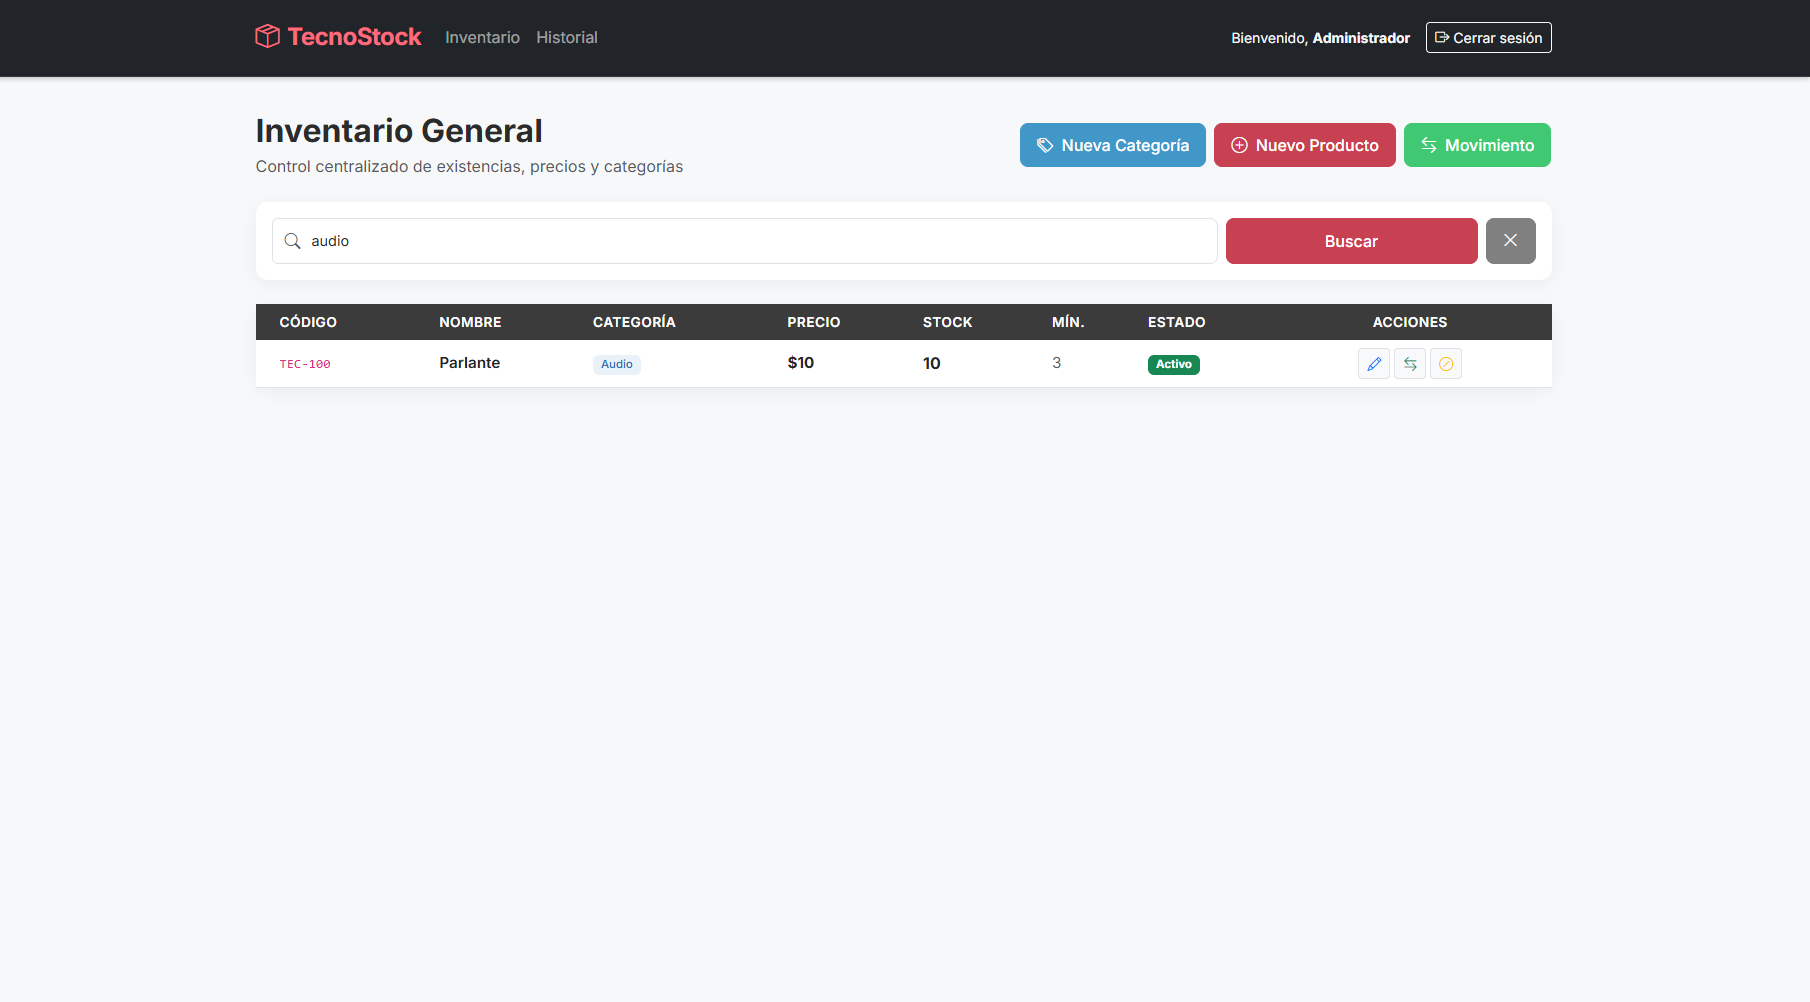 TecnoStock Inventario Historial Bienvenido, Administrador Cerrar sesión
Inventario General
Control centralizado de existencias, precios y categorías
Nueva Categoría Nuevo Producto Movimiento
audio Buscar
CÓDIGO NOMBRE CATEGORÍA PRECIO STOCK MÍN. ESTADO ACCIONES
TEC-100 Parlante Audio $10 10 3 Activo